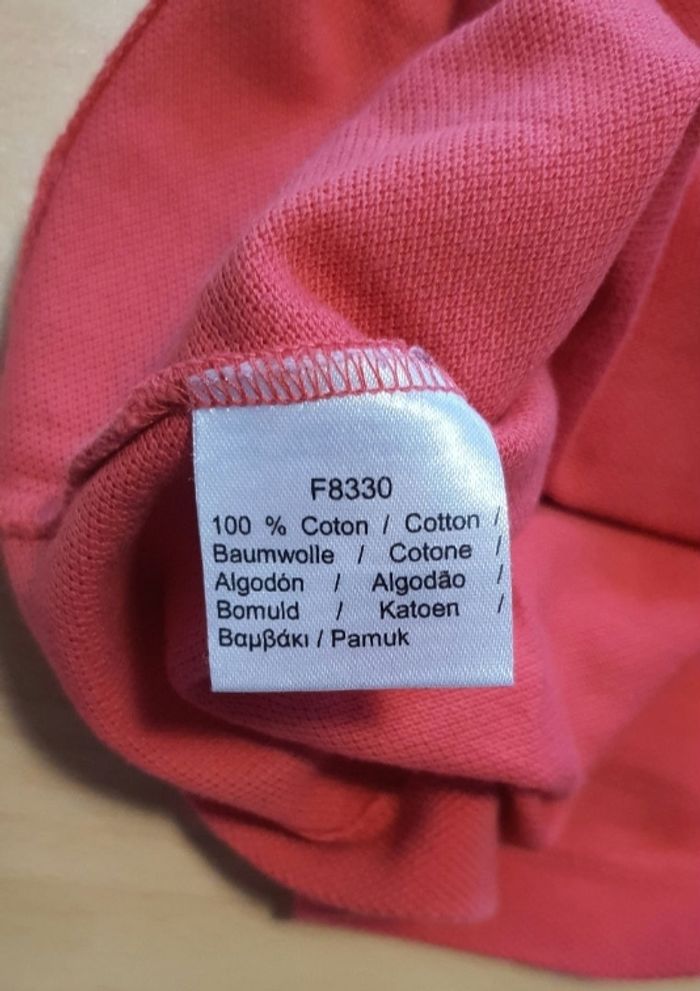 F8330
100 % Coton / Cotton /
Baumwolle / Cotone /
Algodón / Algodão /
Bomuld / Katoen /
Βαμβάκι / Pamuk